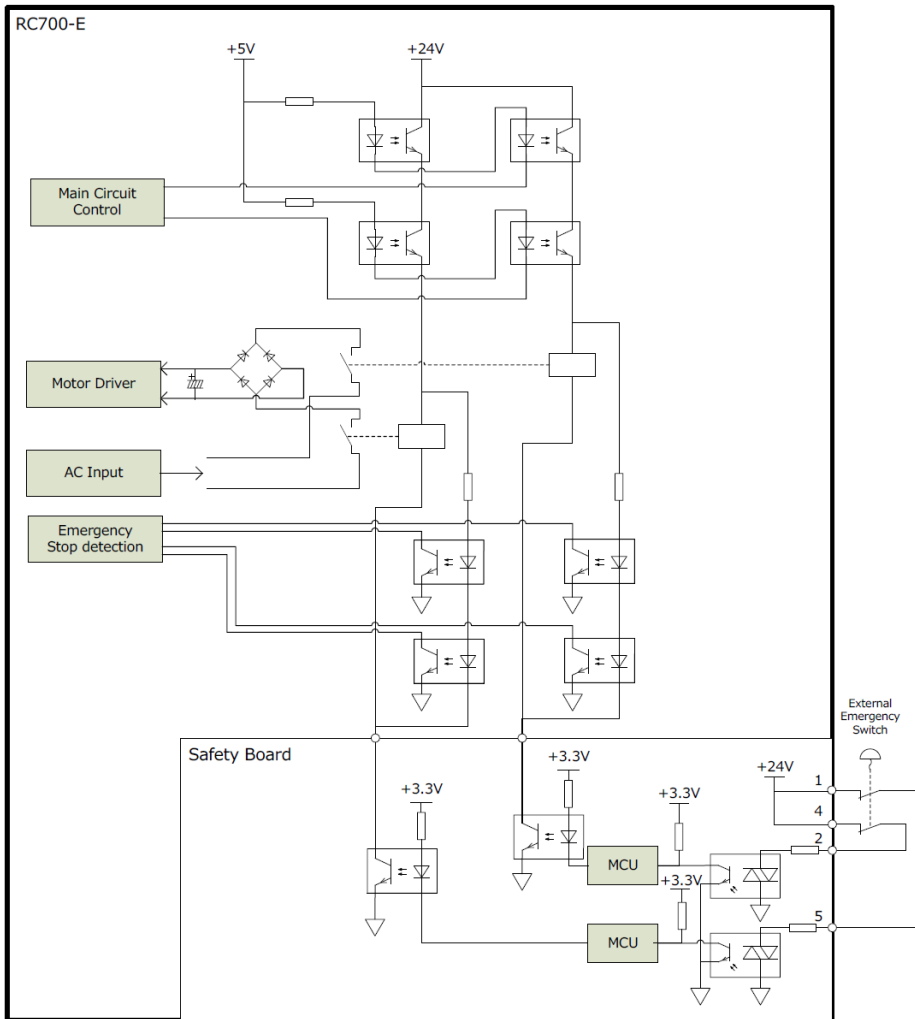 RC700-E
+5V
+24V
Main Circuit
Control
Motor Driver
+
AC Input
Emergency
Stop detection
External
Emergency
Switch
Safety Board
+3.3V
+24V
1
+3.3V
+3.3V
4
2
MCU
+3.3V
5
MCU